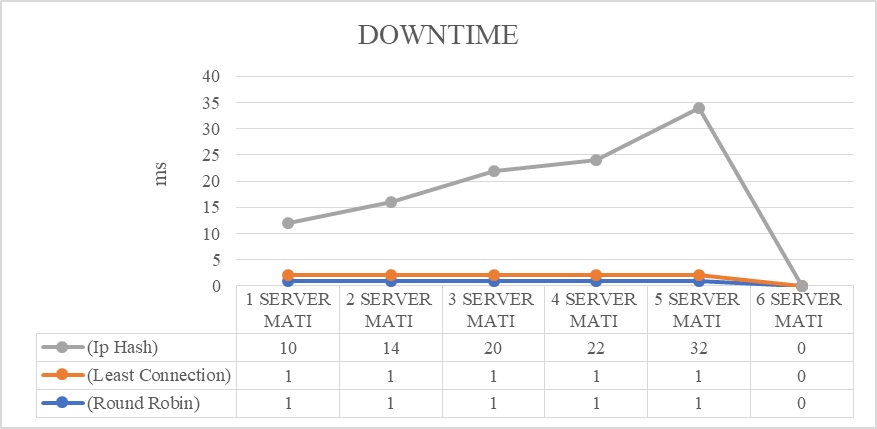 DOWNTIME
ms
40
35
30
25
20
15
10
5
0
1 SERVER MATI 2 SERVER MATI 3 SERVER MATI 4 SERVER MATI 5 SERVER MATI 6 SERVER MATI
(Ip Hash) 10 14 20 22 32 0
(Least Connection) 1 1 1 1 1 0
(Round Robin) 1 1 1 1 1 0